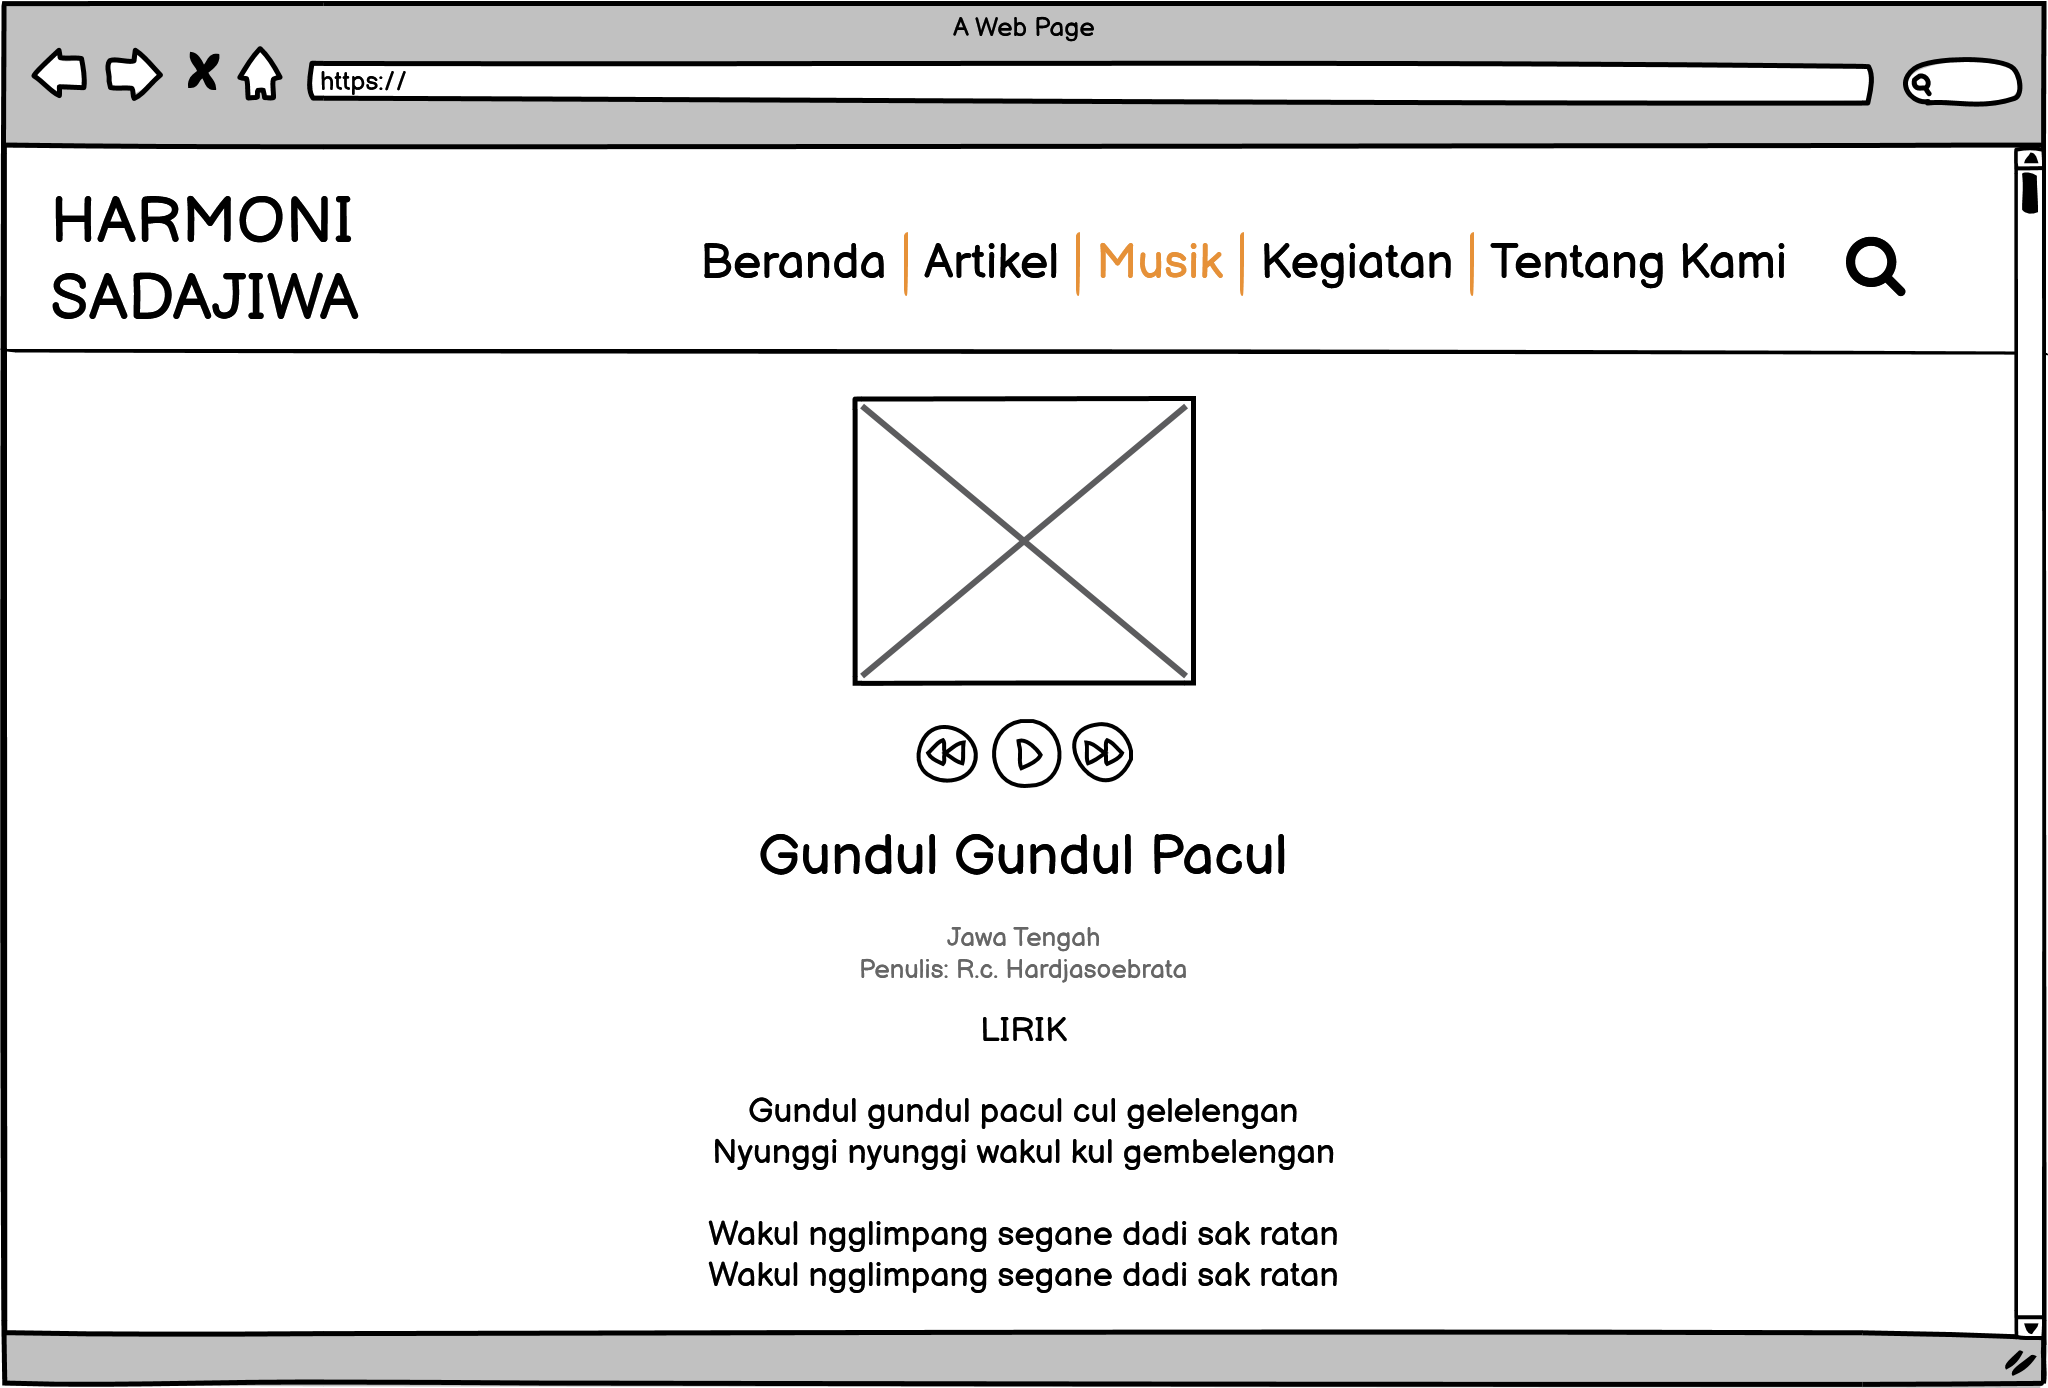 A Web Page
https://
HARMONI
SADAJIWA
Beranda Artikel Musik Kegiatan Tentang Kami
Gundul Gundul Pacul
Jawa Tengah
Penulis: R.c. Hardjasoebrata
LIRIK
Gundul gundul pacul cul gelelengan
Nyunggi nyunggi wakul kul gembelengan
Wakul ngglimpang segane dadi sak ratan
Wakul ngglimpang segane dadi sak ratan